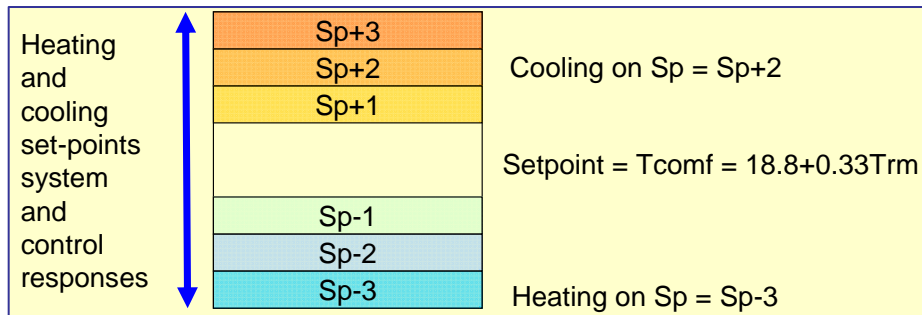 Heating
and
cooling
set-points
system
and
control
responses
Sp+3
Sp+2
Sp+1
Sp-1
Sp-2
Sp-3
Cooling on Sp = Sp+2
Setpoint = Tcomf = 18.8+0.33Trm
Heating on Sp = Sp-3